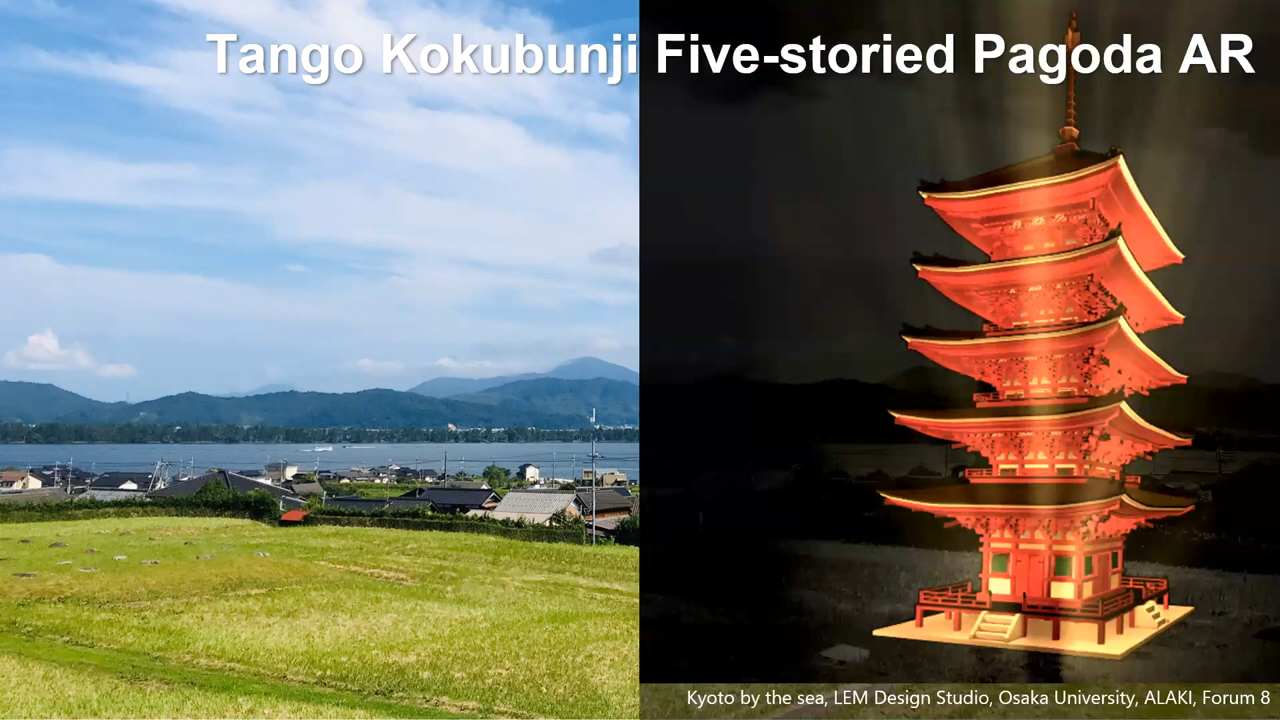 Tango Kokubunji Five-storied Pagoda AR
Kyoto by the sea, LEM Design Studio, Osaka University, ALAKI, Forum 8